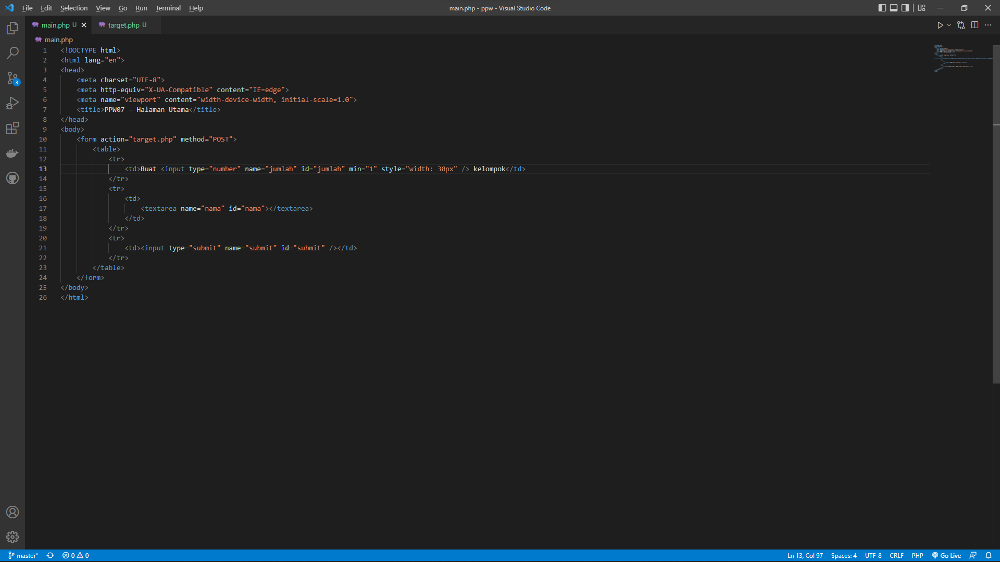 File Edit Selection View Go Run Terminal Help
main.php - ppw - Visual Studio Code
main.php U
target.php U
main.php
1 <!DOCTYPE html>
2 <html lang="en">
3 <head>
4 <meta charset="UTF-8">
5 <meta http-equiv="X-UA-Compatible" content="IE=edge">
6 <meta name="viewport" content="width-device-width, initial-scale=1.0">
7 <title>PPW07 - Halaman Utama</title>
8 </head>
9 <body>
10 <form action="target.php" method="POST">
11 <table>
12 <tr>
13 <td>Buat <input type="number" name="jumlah" id="jumlah" min="1" style="width: 30px" /> kelompok</td>
14 </tr>
15 <tr>
16 <td>
17 <textarea name="nama" id="nama"></textarea>
18 </td>
19 </tr>
20 <tr>
21 <td><input type="submit" name="submit" id="submit" /></td>
22 </tr>
23 </table>
24 </form>
25 </body>
26 </html>
3
master* 0 0
Ln 13, Col 97 Spaces: 4 UTF-8 CRLF PHP Go Live